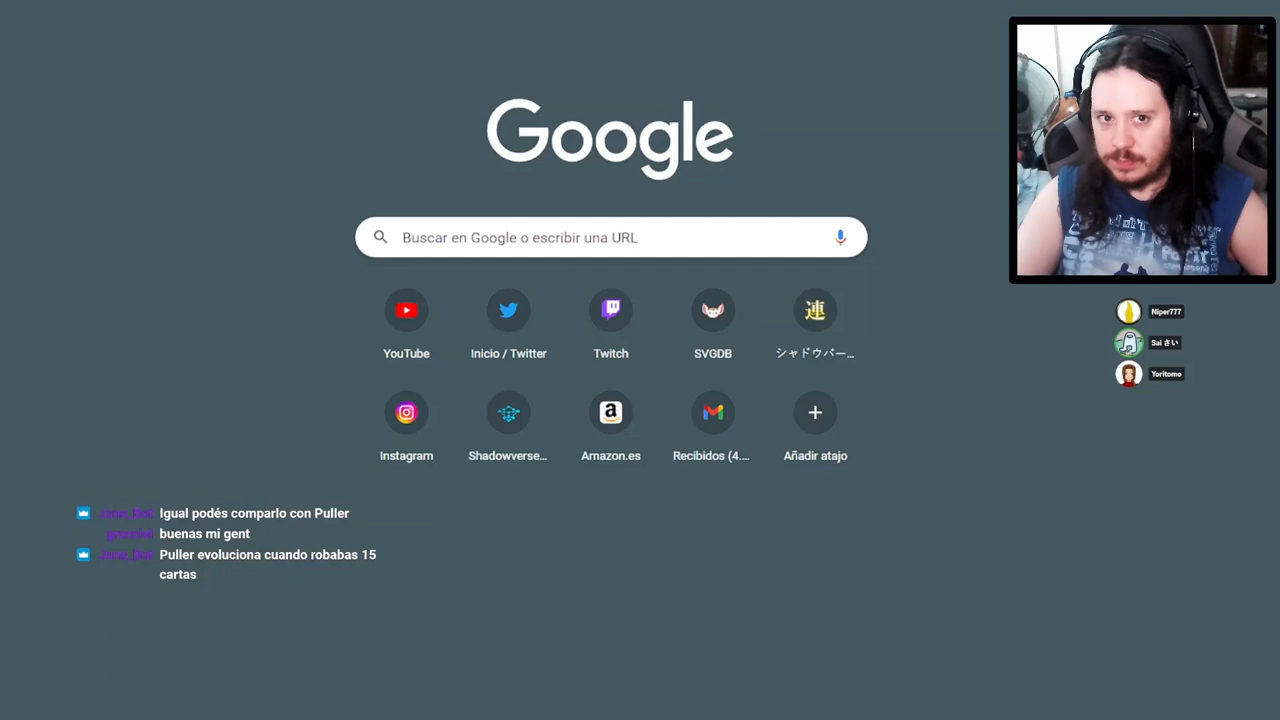 Google
Buscar en Google o escribir una URL
YouTube
Inicio / Twitter
Twitch
SVGDB
連
シャドウバー...
Instagram
Shadowverse...
a
Amazon.es
Recibidos (4....
Añadir atajo
Niper777
Sai さい
Yoritomo
Igual podés comparlo con Puller
buenas mi gent
Puller evoluciona cuando robabas 15
cartas